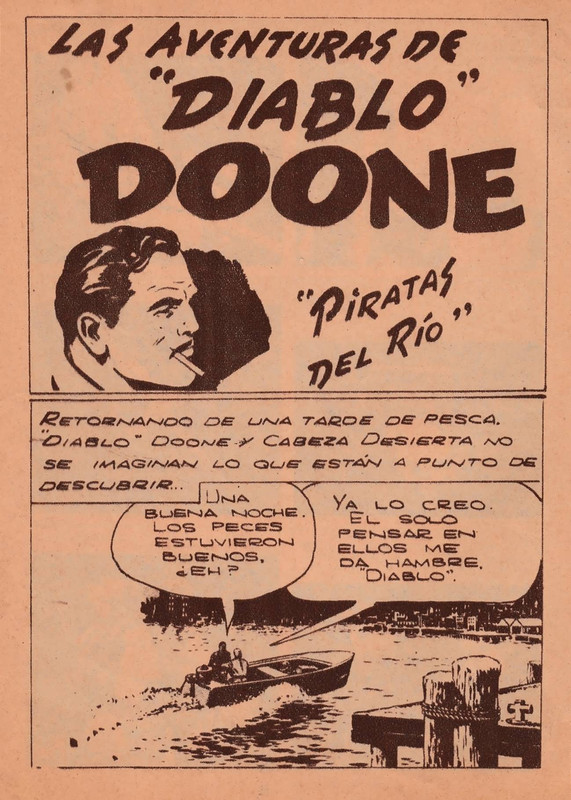 LAS AVENTURAS DE
"DIABLO"
DOONE
"PIRATAS
DEL RÍO"
RETORNANDO DE UNA TARDE DE PESCA.
"DIABLO" DOONE Y CABEZA DESIERTA NO
SE IMAGINAN LO QUE ESTÁN A PUNTO DE
DESCUBRIR...
UNA
BUENA NOCHE.
LOS PECES
ESTUVIERON
BUENOS,
¿EH?
YA LO CREO.
EL SOLO
PENSAR EN
ELLOS ME
DA HAMBRE,
"DIABLO".